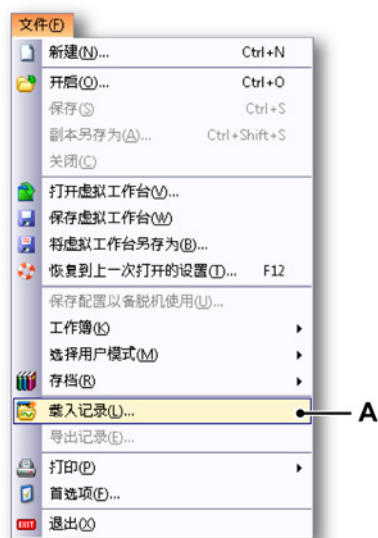 文件(F)
新建(N)... Ctrl+N
开启(O)... Ctrl+O
保存(S) Ctrl+S
副本另存为(A)... Ctrl+Shift+S
关闭(C)
打开虚拟工作台(V)...
保存虚拟工作台(W)
将虚拟工作台另存为(B)...
恢复到上一次打开的设置(T)... F12
保存配置以备脱机使用(U)...
工作簿(K)
选择用户模式(M)
存档(R)
载入记录(L)... A
导出记录(E)...
打印(P)
首选项(F)...
EXIT 退出(X)